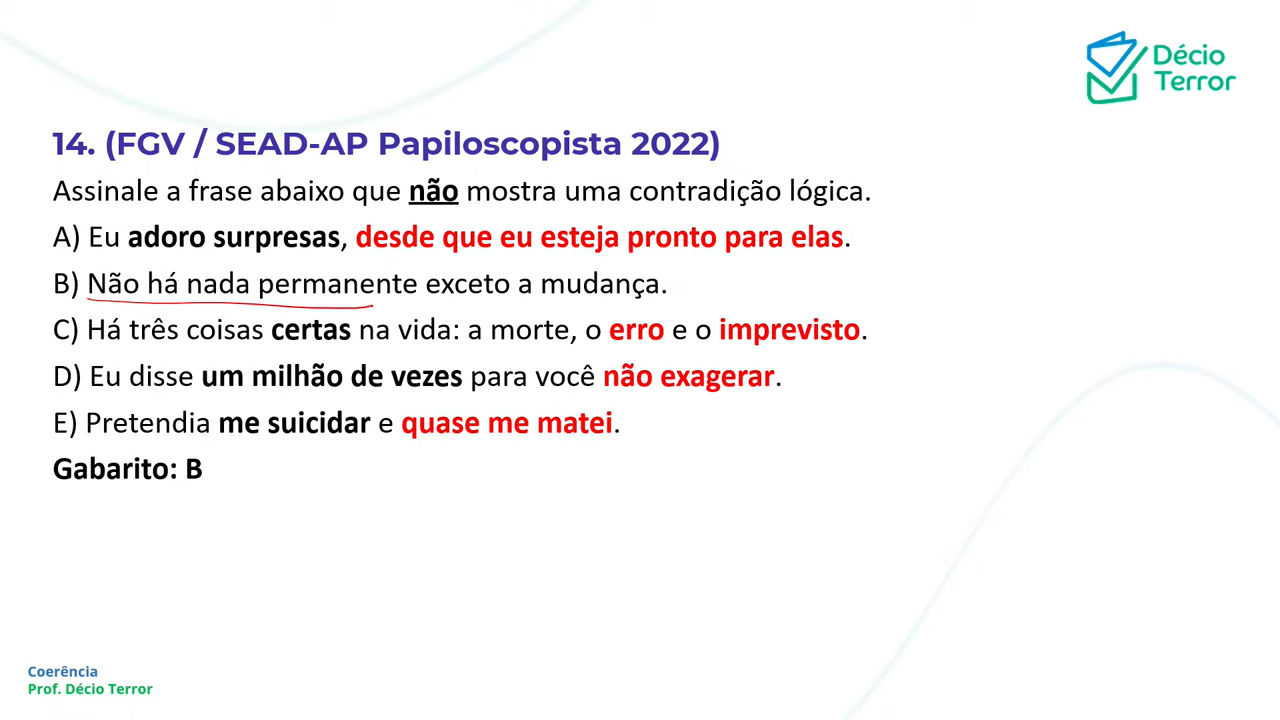 Décio
Terror
14. (FGV / SEAD-AP Papiloscopista 2022)
Assinale a frase abaixo que não mostra uma contradição lógica.
A) Eu adoro surpresas, desde que eu esteja pronto para elas.
B) Não há nada permanente exceto a mudança.
C) Há três coisas certas na vida: a morte, o erro e o imprevisto.
D) Eu disse um milhão de vezes para você não exagerar.
E) Pretendia me suicidar e quase me matei.
Gabarito: B
Coerência
Prof. Décio Terror